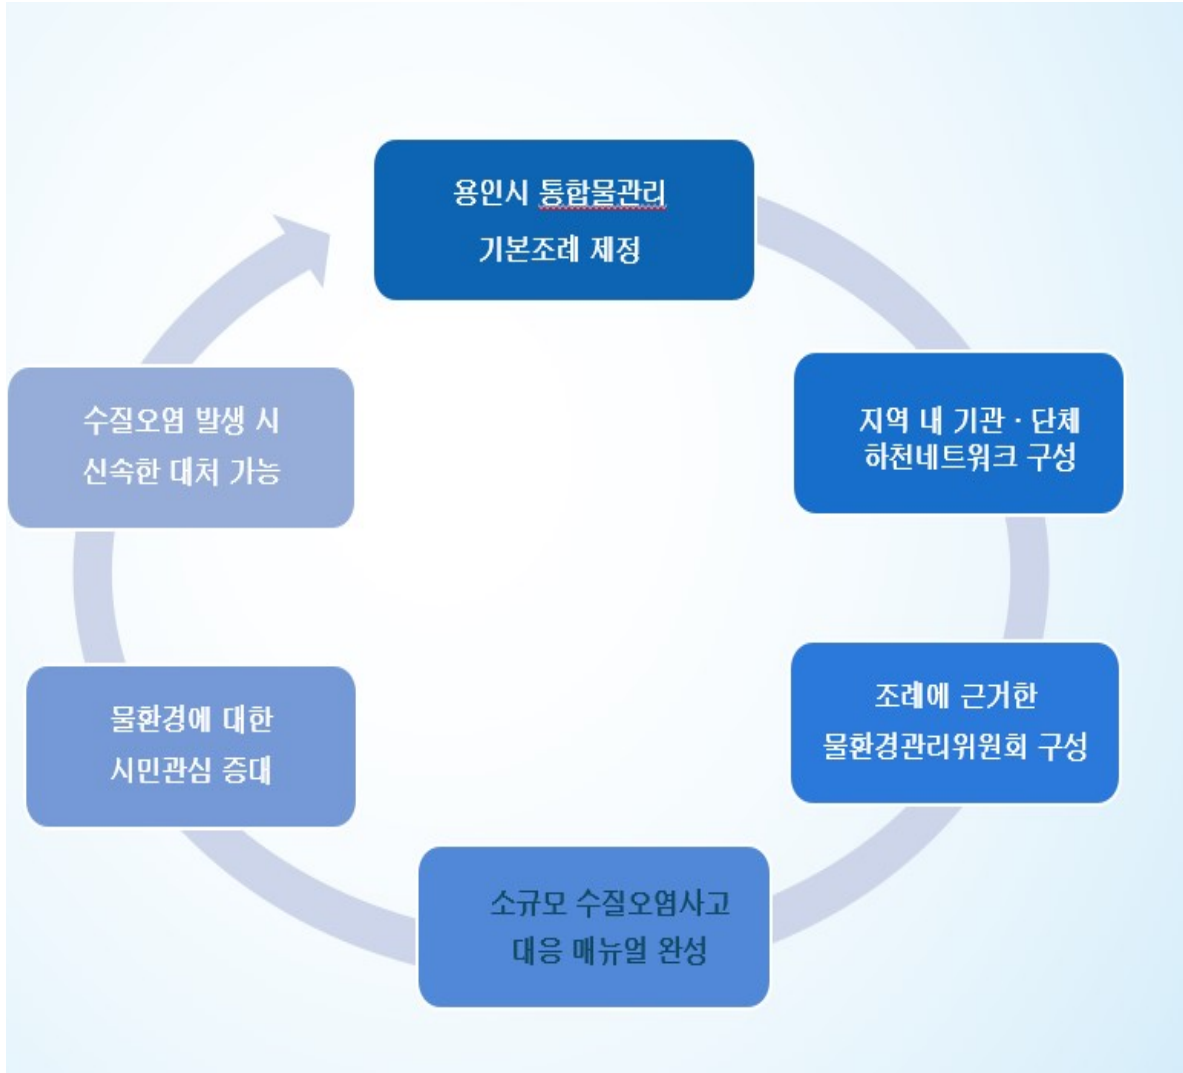 용인시 통합물관리
기본조례 제정
지역 내 기관 · 단체
하천네트워크 구성
조례에 근거한
물환경관리위원회 구성
소규모 수질오염사고
대응 매뉴얼 완성
물환경에 대한
시민관심 증대
수질오염 발생 시
신속한 대처 가능